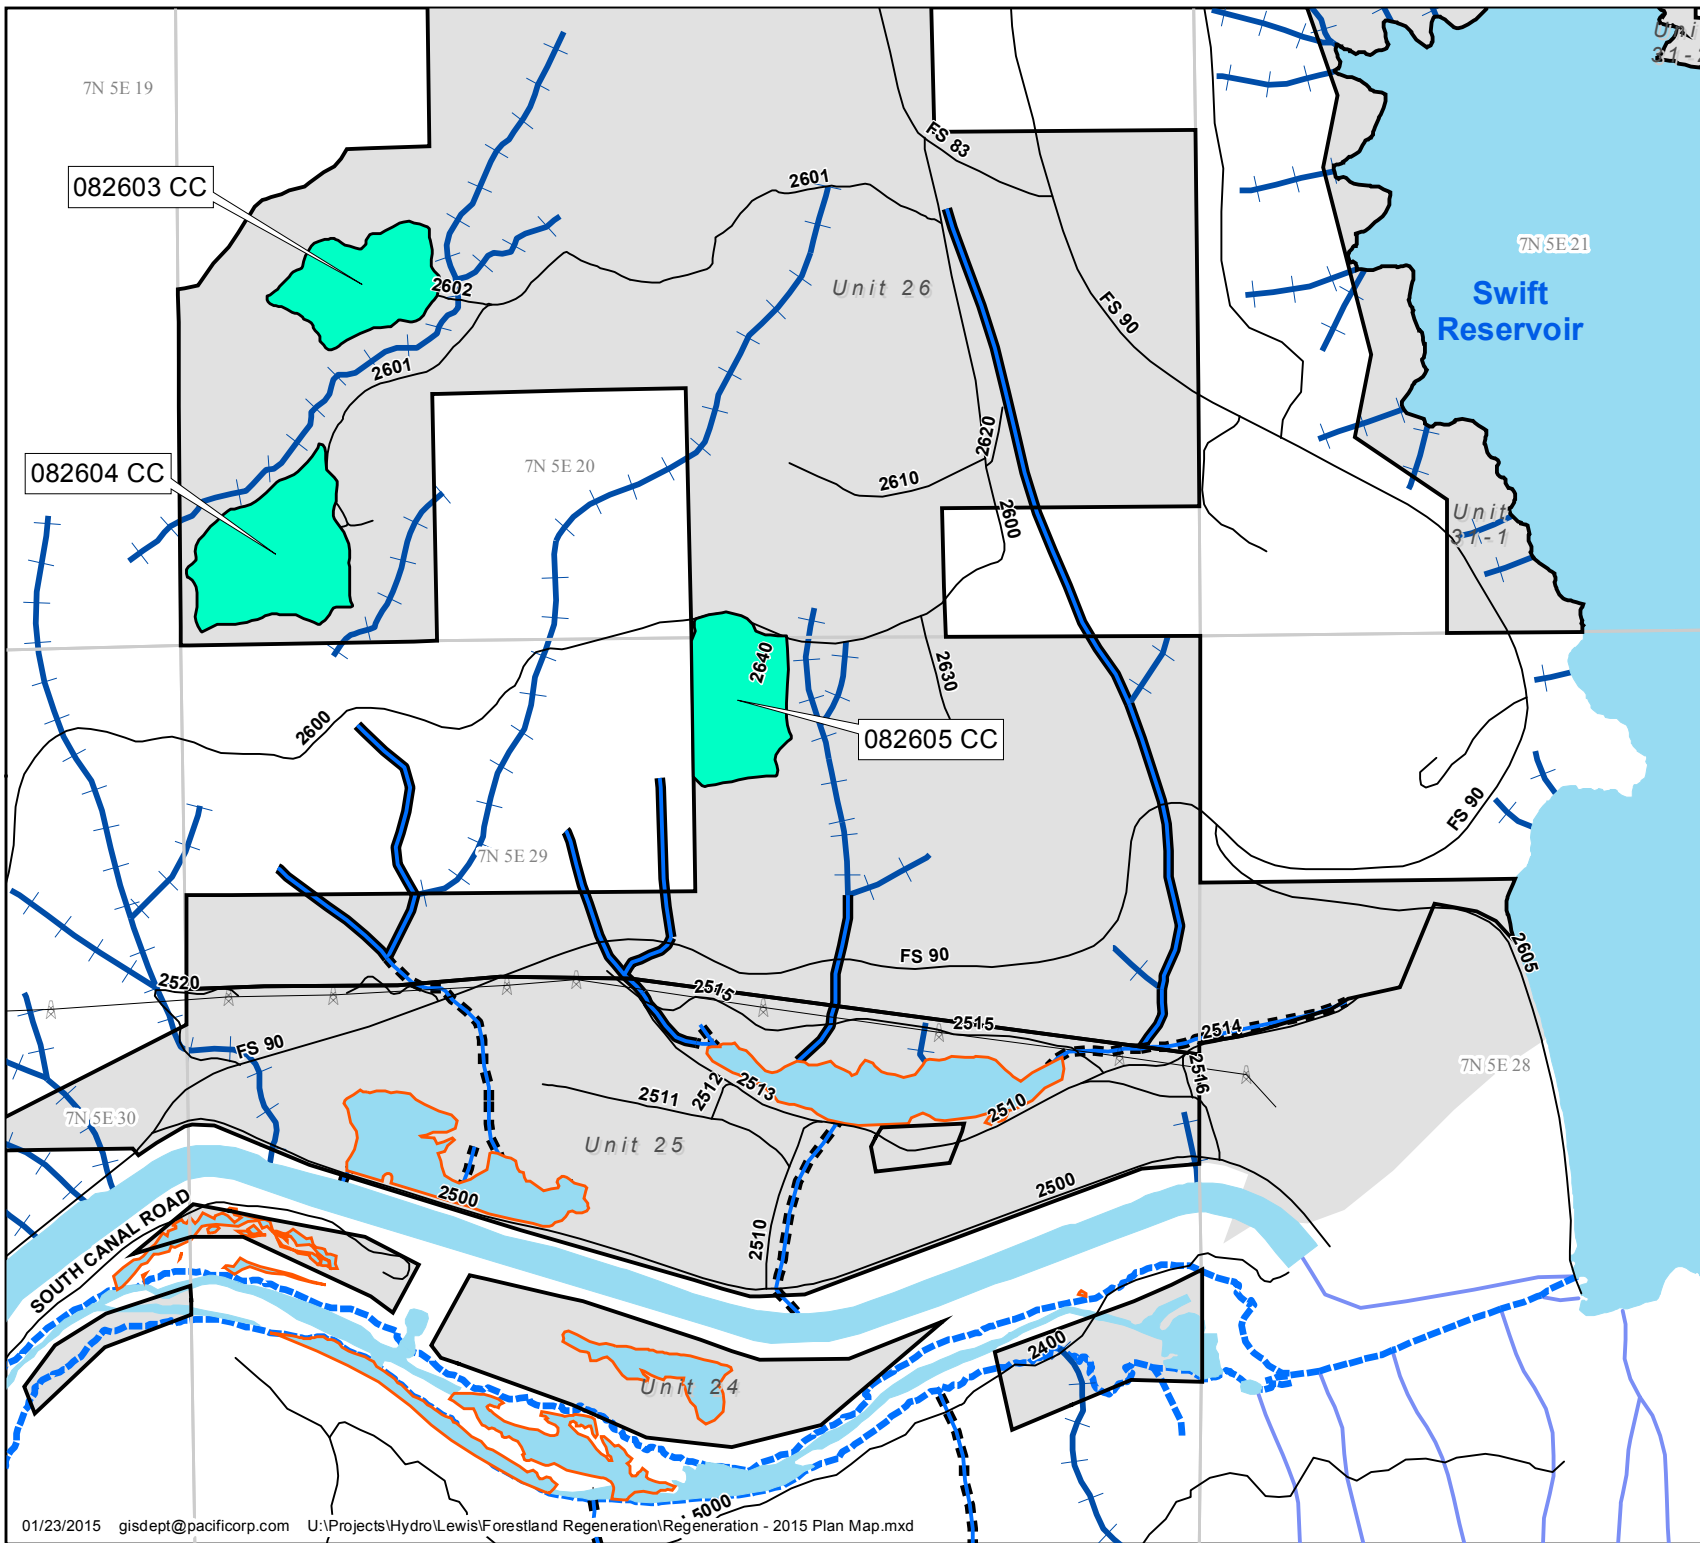 Uni
31-
7N 5E 19
FS 83
082603 CC
2601
7N 5E 21
2602
Unit 26
Swift
Reservoir
FS 90
2601
2620
082604 CC
7N 5E 20
2610
2600
Unit
31-1
2640
2630
2600
082605 CC
FS 90
7N 5E 29
FS 90
2605
2520
2515
2515
2514
FS 90
2516
7N 5E 28
2512
2513
2511
2510
7N 5E 30
Unit 25
2500
2500
SOUTH CANAL ROAD
2510
2400
Unit 24
5000
01/23/2015 gisdept@pacificorp.com U:\Projects\Hydro\Lewis\Forestland Regeneration\Regeneration - 2015 Plan Map.mxd